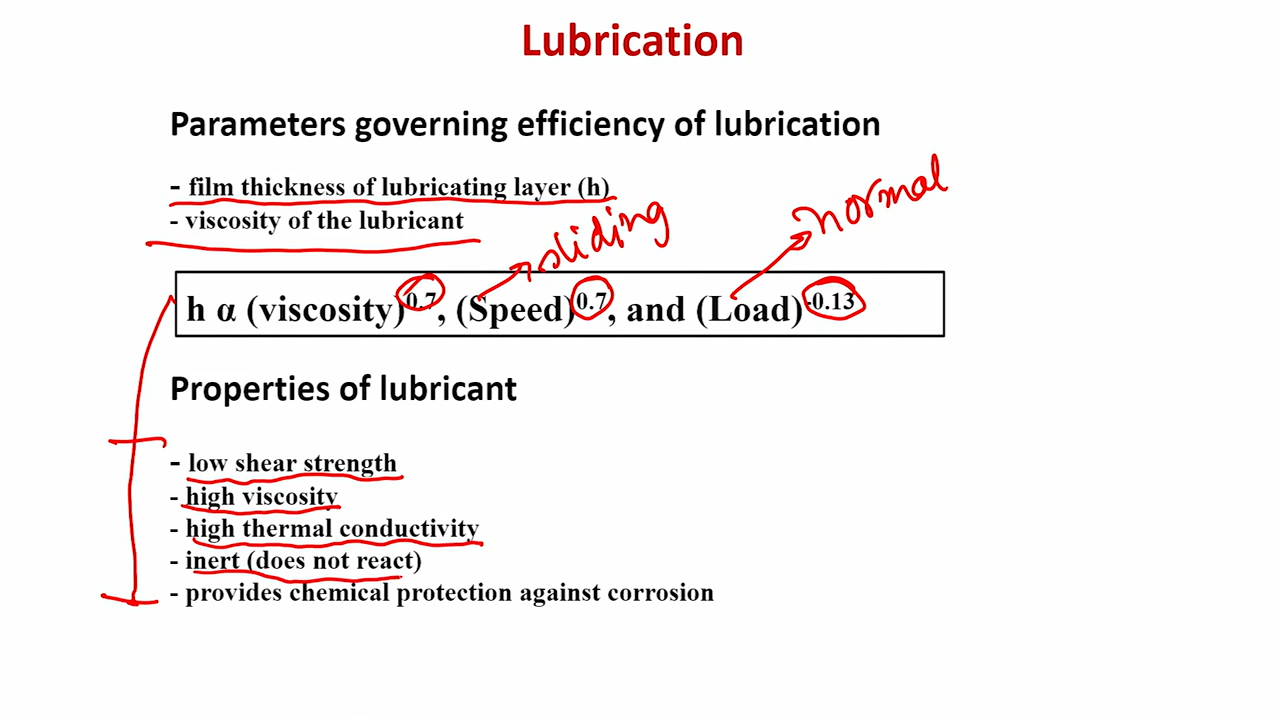 Lubrication
Parameters governing efficiency of lubrication
- film thickness of lubricating layer (h)
- viscosity of the lubricant
sliding
normal
h α (viscosity)^0.7, (Speed)^0.7, and (Load)^-0.13
Properties of lubricant
- low shear strength
- high viscosity
- high thermal conductivity
- inert (does not react)
- provides chemical protection against corrosion